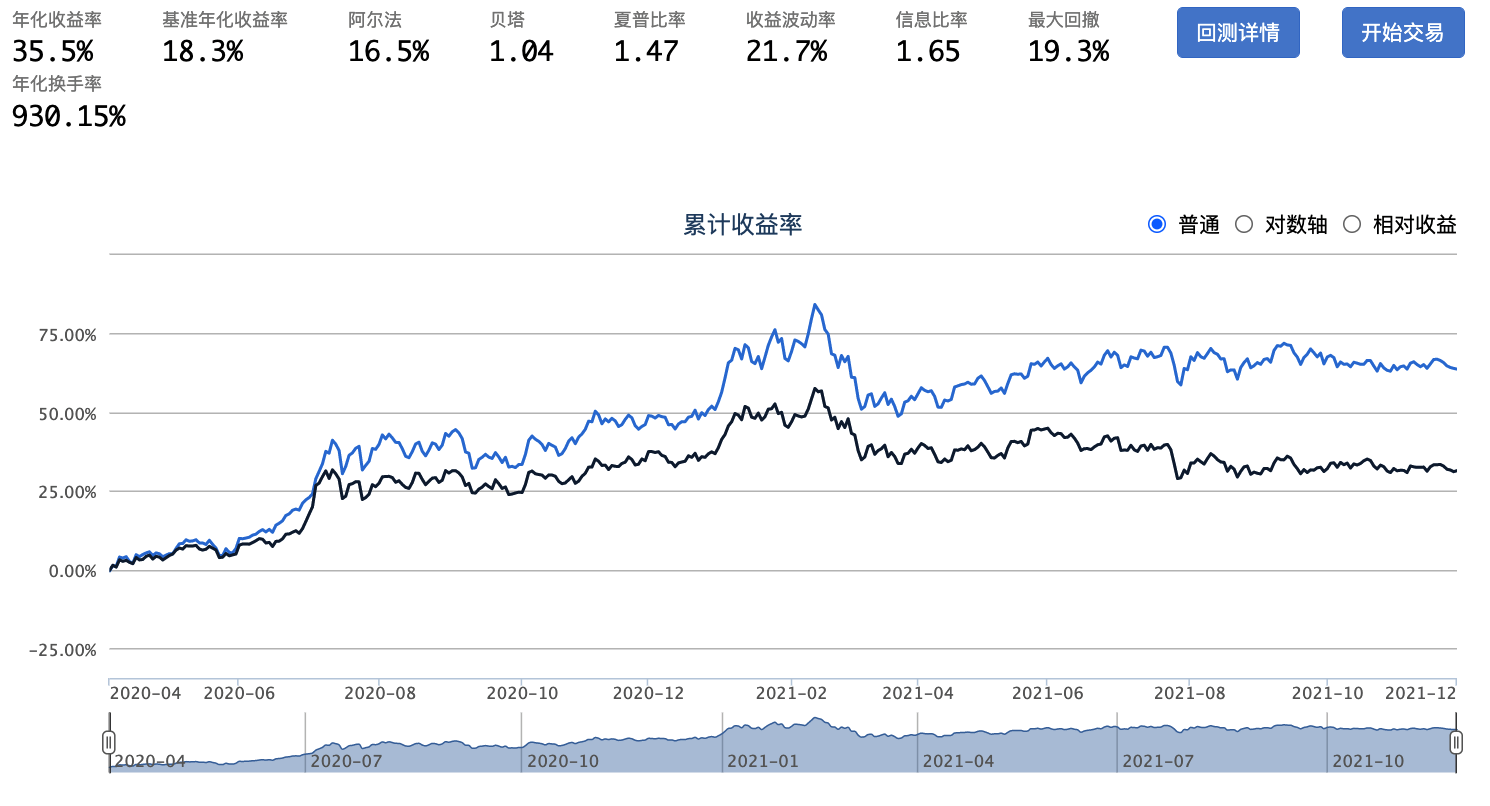 年化收益率 基准年化收益率 阿尔法 贝塔 夏普比率 收益波动率 信息比率 最大回撤
35.5% 18.3% 16.5% 1.04 1.47 21.7% 1.65 19.3%
回测详情 开始交易
年化换手率
930.15%
累计收益率
普通 对数轴 相对收益
75.00%
50.00%
25.00%
0.00%
-25.00%
2020-04 2020-06 2020-08 2020-10 2020-12 2021-02 2021-04 2021-06 2021-08 2021-10 2021-12
2020-04 2020-07 2020-10 2021-01 2021-04 2021-07 2021-10